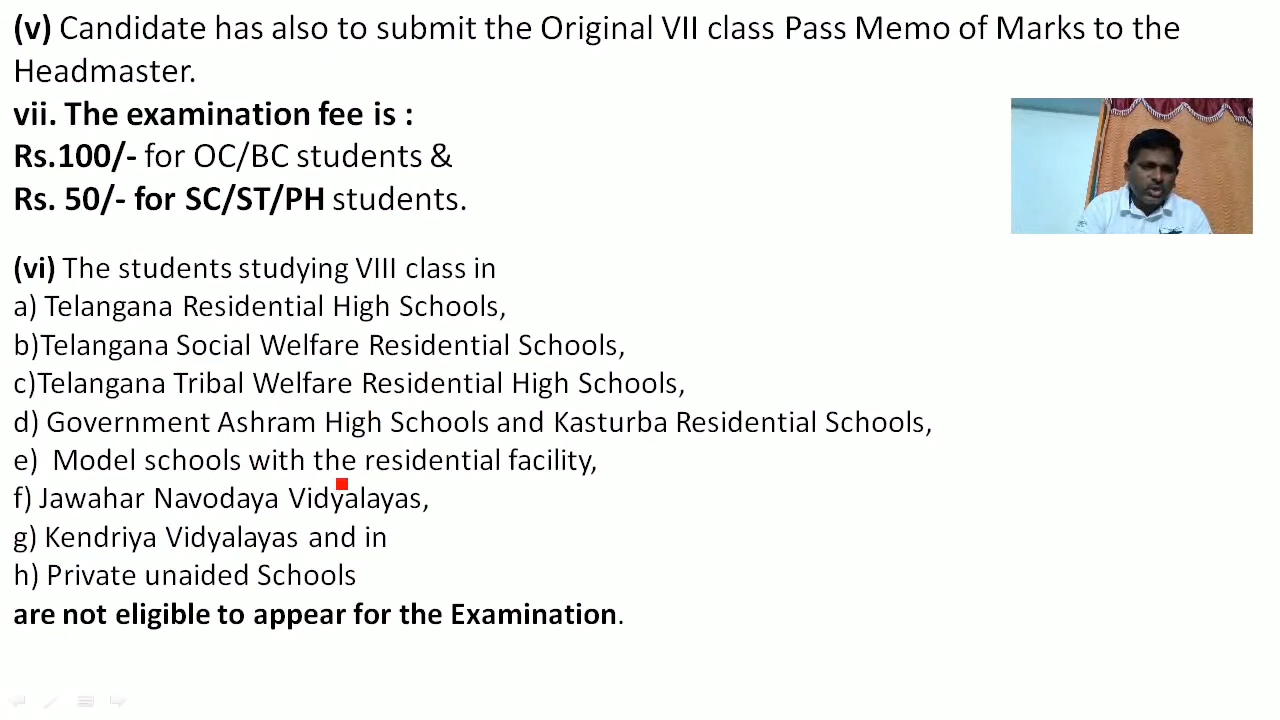 (v) Candidate has also to submit the Original VII class Pass Memo of Marks to the
Headmaster.
vii. The examination fee is :
Rs.100/- for OC/BC students &
Rs. 50/- for SC/ST/PH students.
(vi) The students studying VIII class in
a) Telangana Residential High Schools,
b)Telangana Social Welfare Residential Schools,
c)Telangana Tribal Welfare Residential High Schools,
d) Government Ashram High Schools and Kasturba Residential Schools,
e)  Model schools with the residential facility,
f) Jawahar Navodaya Vidyalayas,
g) Kendriya Vidyalayas and in
h) Private unaided Schools
are not eligible to appear for the Examination.